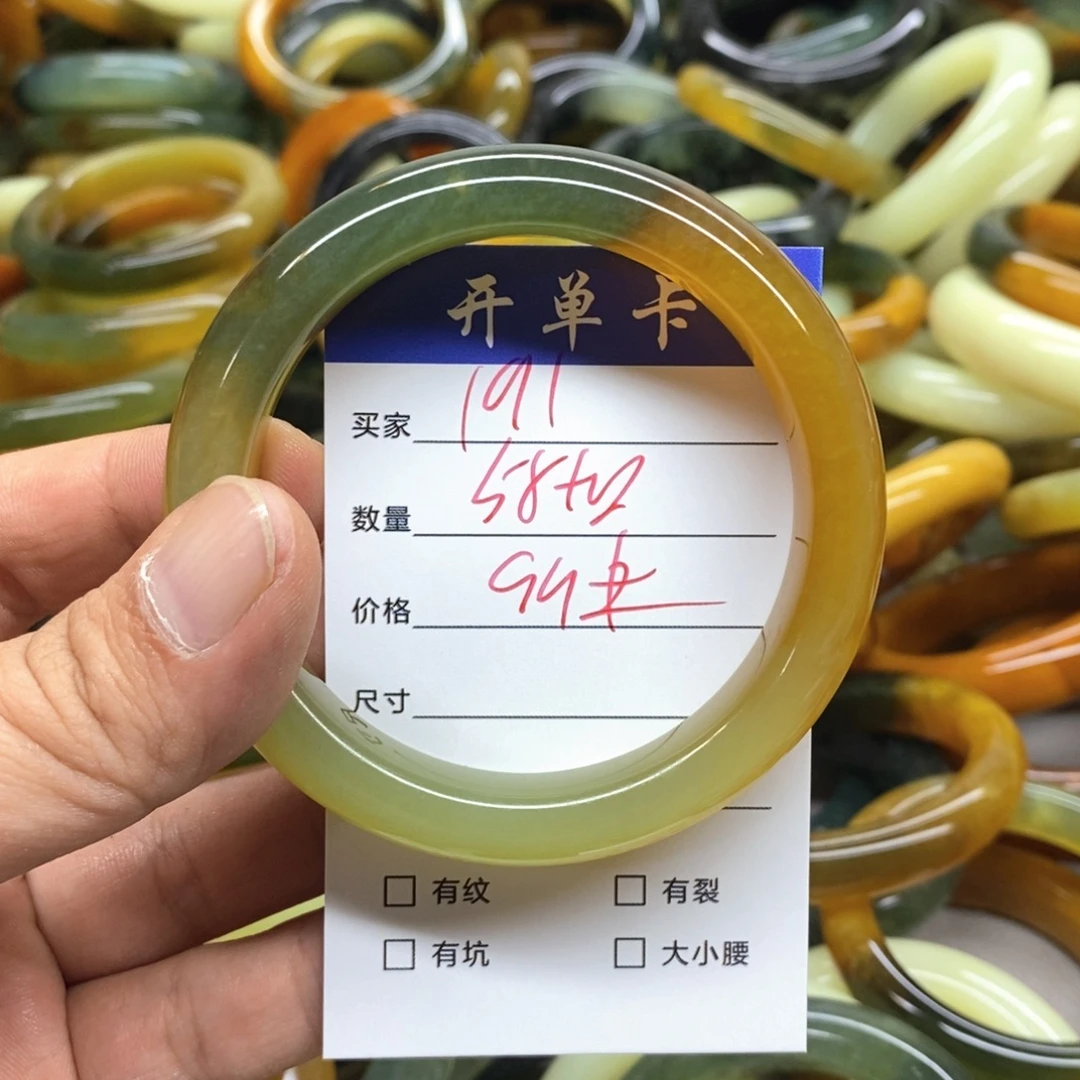 开单卡
买家 191
数量 58
价格 99
尺寸
有纹 有裂
有坑 大小腰